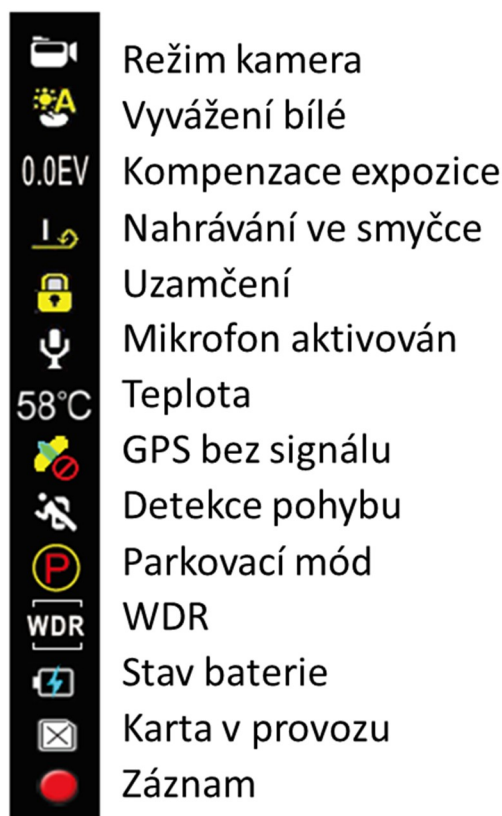 Režim kamera
A Vyvážení bílé
0.0EV Kompenzace expozice
Nahrávání ve smyčce
Uzamčení
Mikrofon aktivován
58°C Teplota
GPS bez signálu
Detekce pohybu
P Parkovací mód
WDR WDR
Stav baterie
Karta v provozu
Záznam